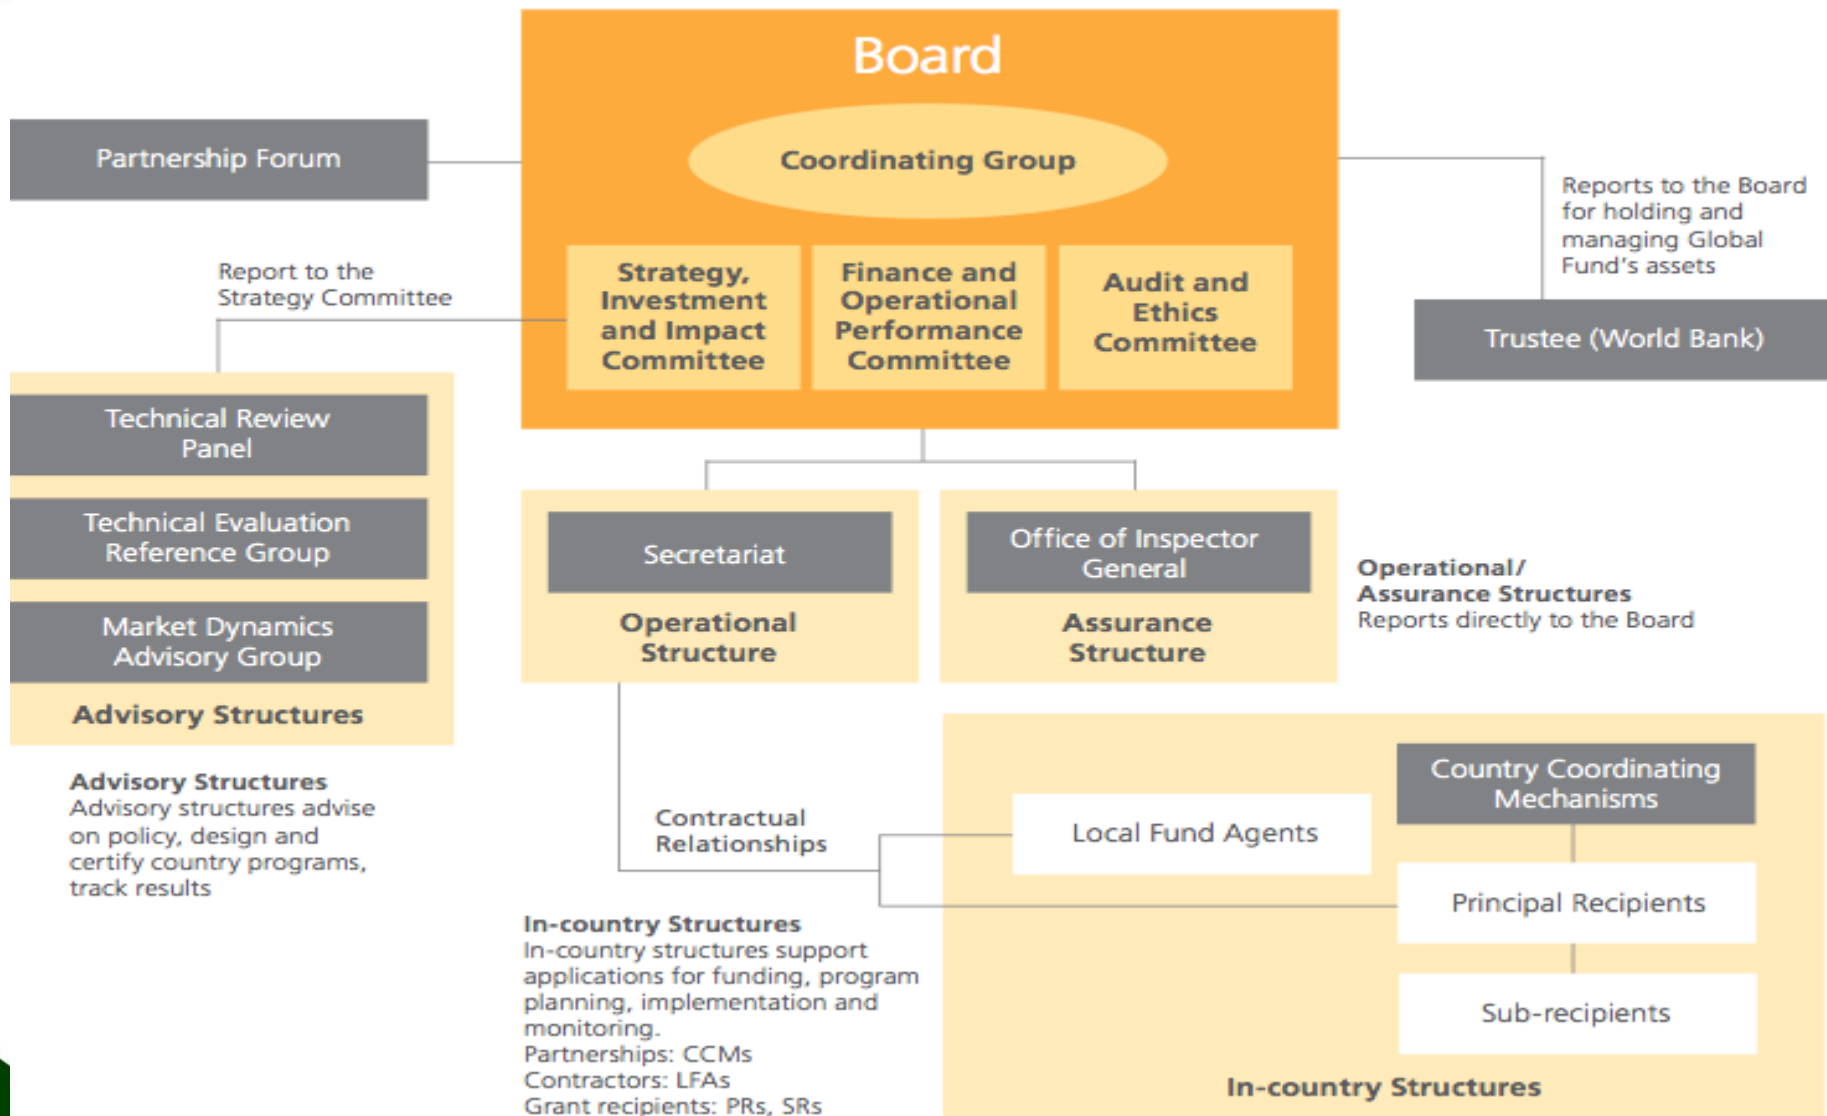 Board
Coordinating Group
Partnership Forum
Reports to the Board
for holding and
managing Global
Fund's assets
Report to the
Strategy Committee
Strategy,
Investment
and Impact
Committee
Finance and
Operational
Performance
Committee
Audit and
Ethics
Committee
Trustee (World Bank)
Technical Review
Panel
Technical Evaluation
Reference Group
Market Dynamics
Advisory Group
Advisory Structures
Secretariat
Operational
Structure
Office of Inspector
General
Assurance
Structure
Operational/
Assurance Structures
Reports directly to the Board
Advisory Structures
Advisory structures advise
on policy, design and
certify country programs,
track results
Contractual
Relationships
Local Fund Agents
Country Coordinating
Mechanisms
Principal Recipients
Sub-recipients
In-country Structures
In-country Structures
In-country structures support
applications for funding, program
planning, implementation and
monitoring.
Partnerships: CCMs
Contractors: LFAs
Grant recipients: PRs, SRs